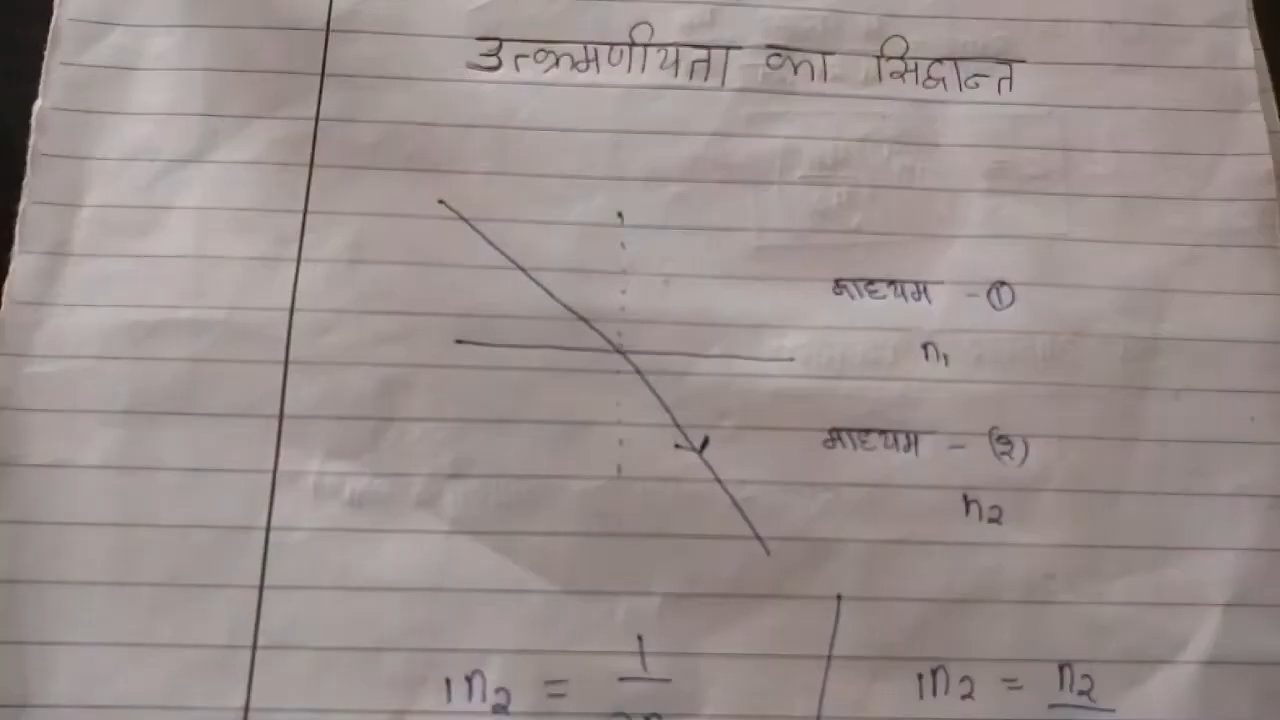 उत्क्रमणीयता का सिद्धान्त
माध्यम - ①
n₁
माध्यम - (२)
n₂
₁n₂ = 1
₁n₂ = n₂